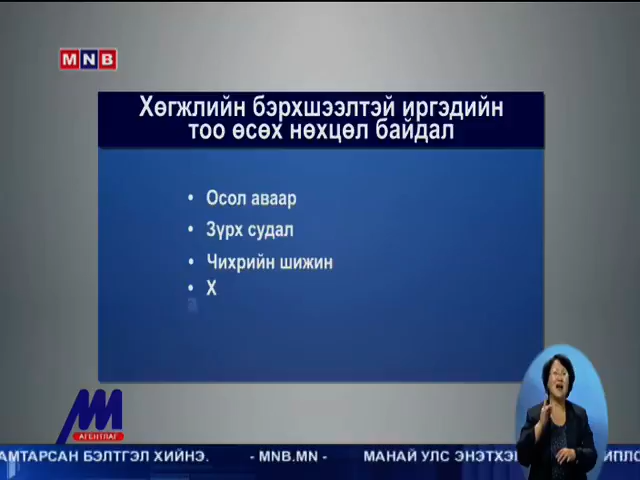 MNB
Хөгжлийн бэрхшээлтэй иргэдийн
тоо өсөх нөхцөл байдал
• Осол аваар
• Зүрх судал
• Чихрийн шижин
• Х
АГЕНТЛАГ
АМТАРСАН БЭЛТГЭЛ ХИЙНЭ. - MNB.MN - МАНАЙ УЛС ЭНЭТХЭ ИПЛО